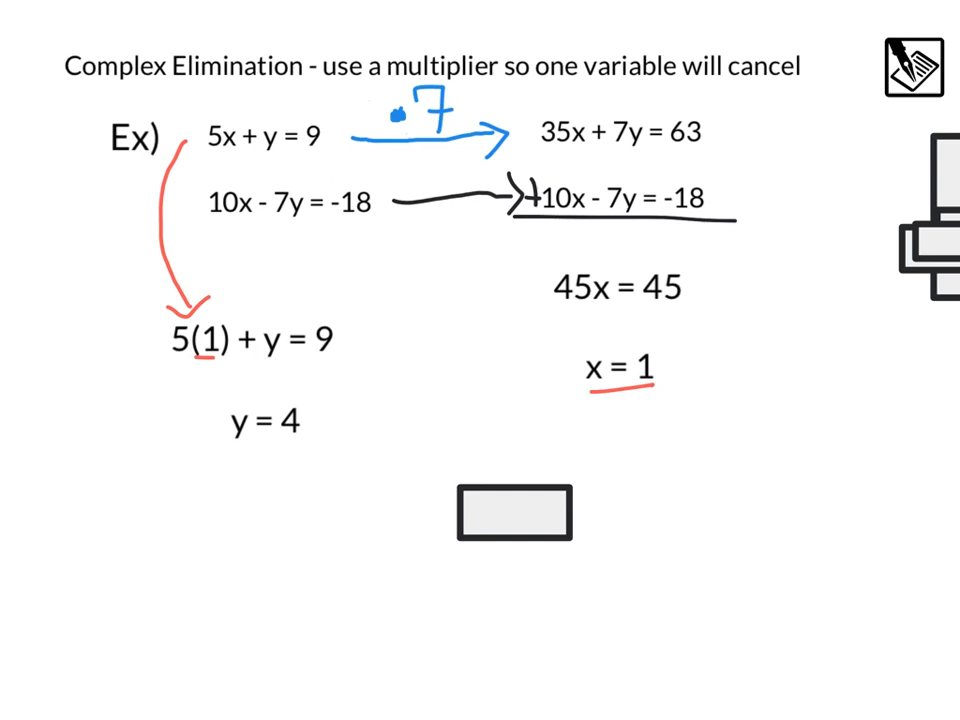 Complex Elimination - use a multiplier so one variable will cancel
Ex) 5x + y = 9 · 7 35x + 7y = 63
10x - 7y = -18 + 10x - 7y = -18
45x = 45
5(1) + y = 9
x = 1
y = 4